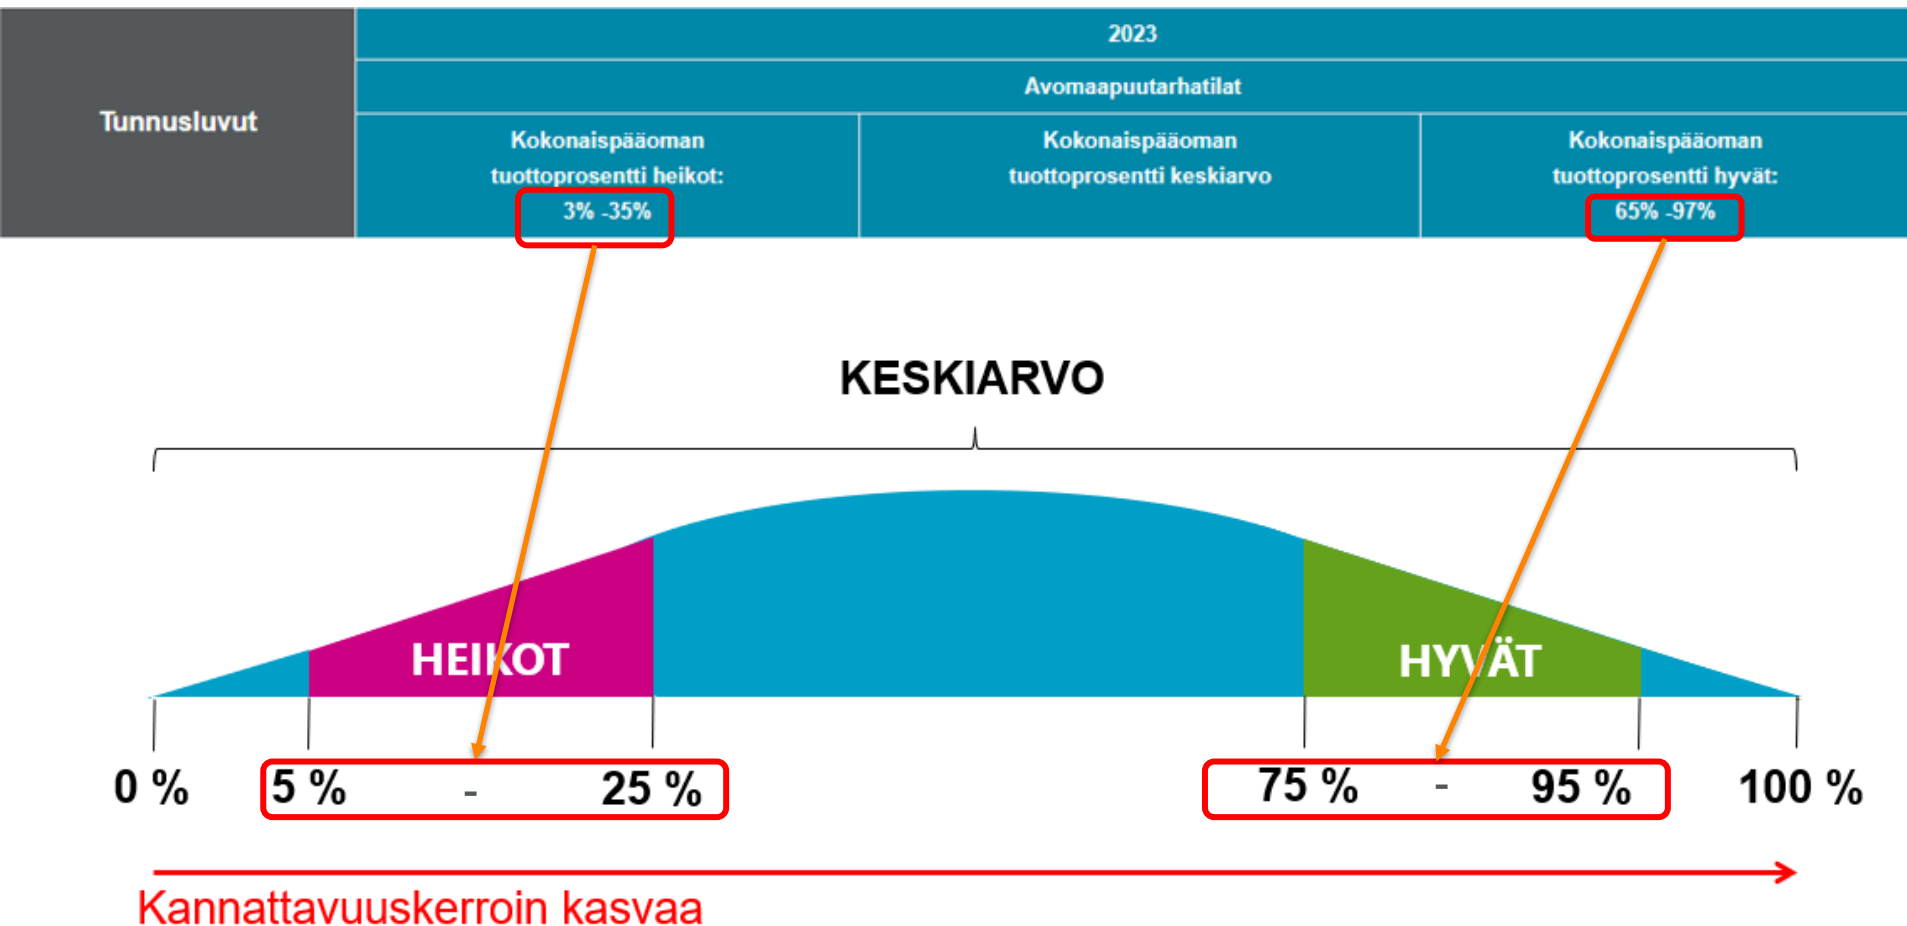 2023
Avomaapuutarhatilat
Tunnusluvut
Kokonaispääoman
tuottoprosentti heikot:
3% -35%
Kokonaispääoman
tuottoprosentti keskiarvo
Kokonaispääoman
tuottoprosentti hyvät:
65% -97%
KESKIARVO
HEIKOT
HYVÄT
0 %
5 % - 25 %
75 % - 95 %
100 %
Kannattavuuskerroin kasvaa